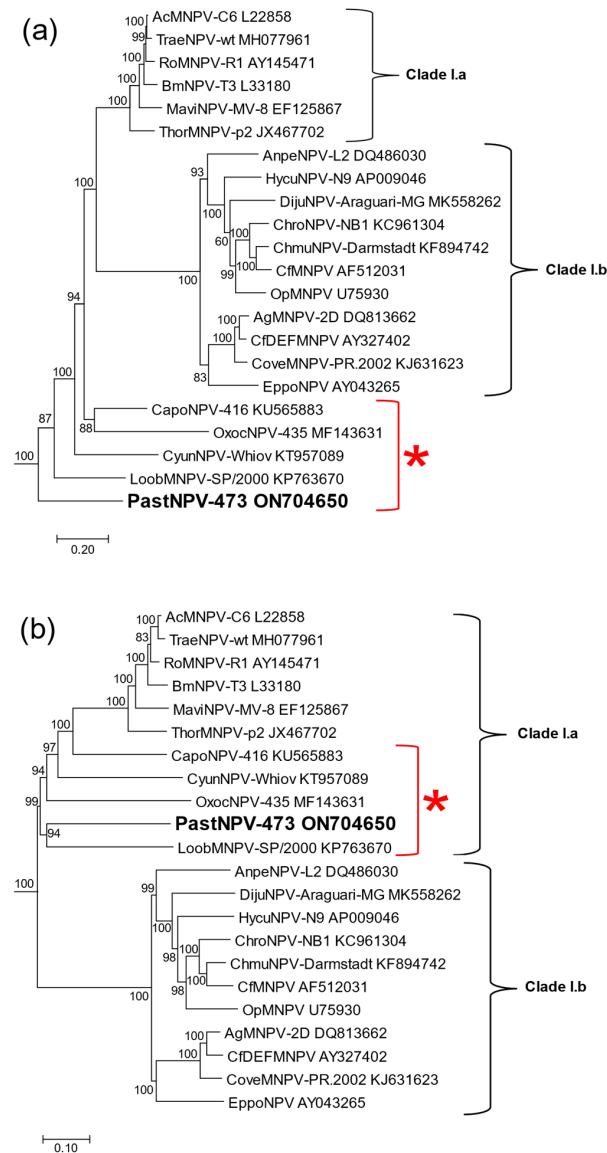 (a)
100
AcMNPV-C6 L22858
99
TraeNPV-wt MH077961
100
RoMNPV-R1 AY145471
100
BmNPV-T3 L33180
Clade I.a
100
MaviNPV-MV-8 EF125867
ThorMNPV-p2 JX467702
AnpeNPV-L2 DQ486030
93
HycuNPV-N9 AP009046
100
DijuNPV-Araguari-MG MK558262
100
ChroNPV-NB1 KC961304
60
100
ChmuNPV-Darmstadt KF894742
100
CfMNPV AF512031
99
Clade I.b
100
OpMNPV U75930
94
AgMNPV-2D DQ813662
100
CfDEFMNPV AY327402
100
CoveMNPV-PR.2002 KJ631623
100
83
EppoNPV AY043265
CapoNPV-416 KU565883
87
88
OxocNPV-435 MF143631
*
CyunNPV-Whiov KT957089
LoobMNPV-SP/2000 KP763670
100
PastNPV-473 ON704650
0.20
(b)
100
AcMNPV-C6 L22858
83
TraeNPV-wt MH077961
100
RoMNPV-R1 AY145471
100
BmNPV-T3 L33180
100
MaviNPV-MV-8 EF125867
100
ThorMNPV-p2 JX467702
Clade I.a
97
CapoNPV-416 KU565883
94
CyunNPV-Whiov KT957089
99
OxocNPV-435 MF143631
*
94
PastNPV-473 ON704650
LoobMNPV-SP/2000 KP763670
100
AnpeNPV-L2 DQ486030
99
DijuNPV-Araguari-MG MK558262
100
HycuNPV-N9 AP009046
98
100
ChroNPV-NB1 KC961304
100
ChmuNPV-Darmstadt KF894742
98
CfMNPV AF512031
Clade I.b
100
OpMNPV U75930
100
AgMNPV-2D DQ813662
100
CfDEFMNPV AY327402
CoveMNPV-PR.2002 KJ631623
100
EppoNPV AY043265
0.10